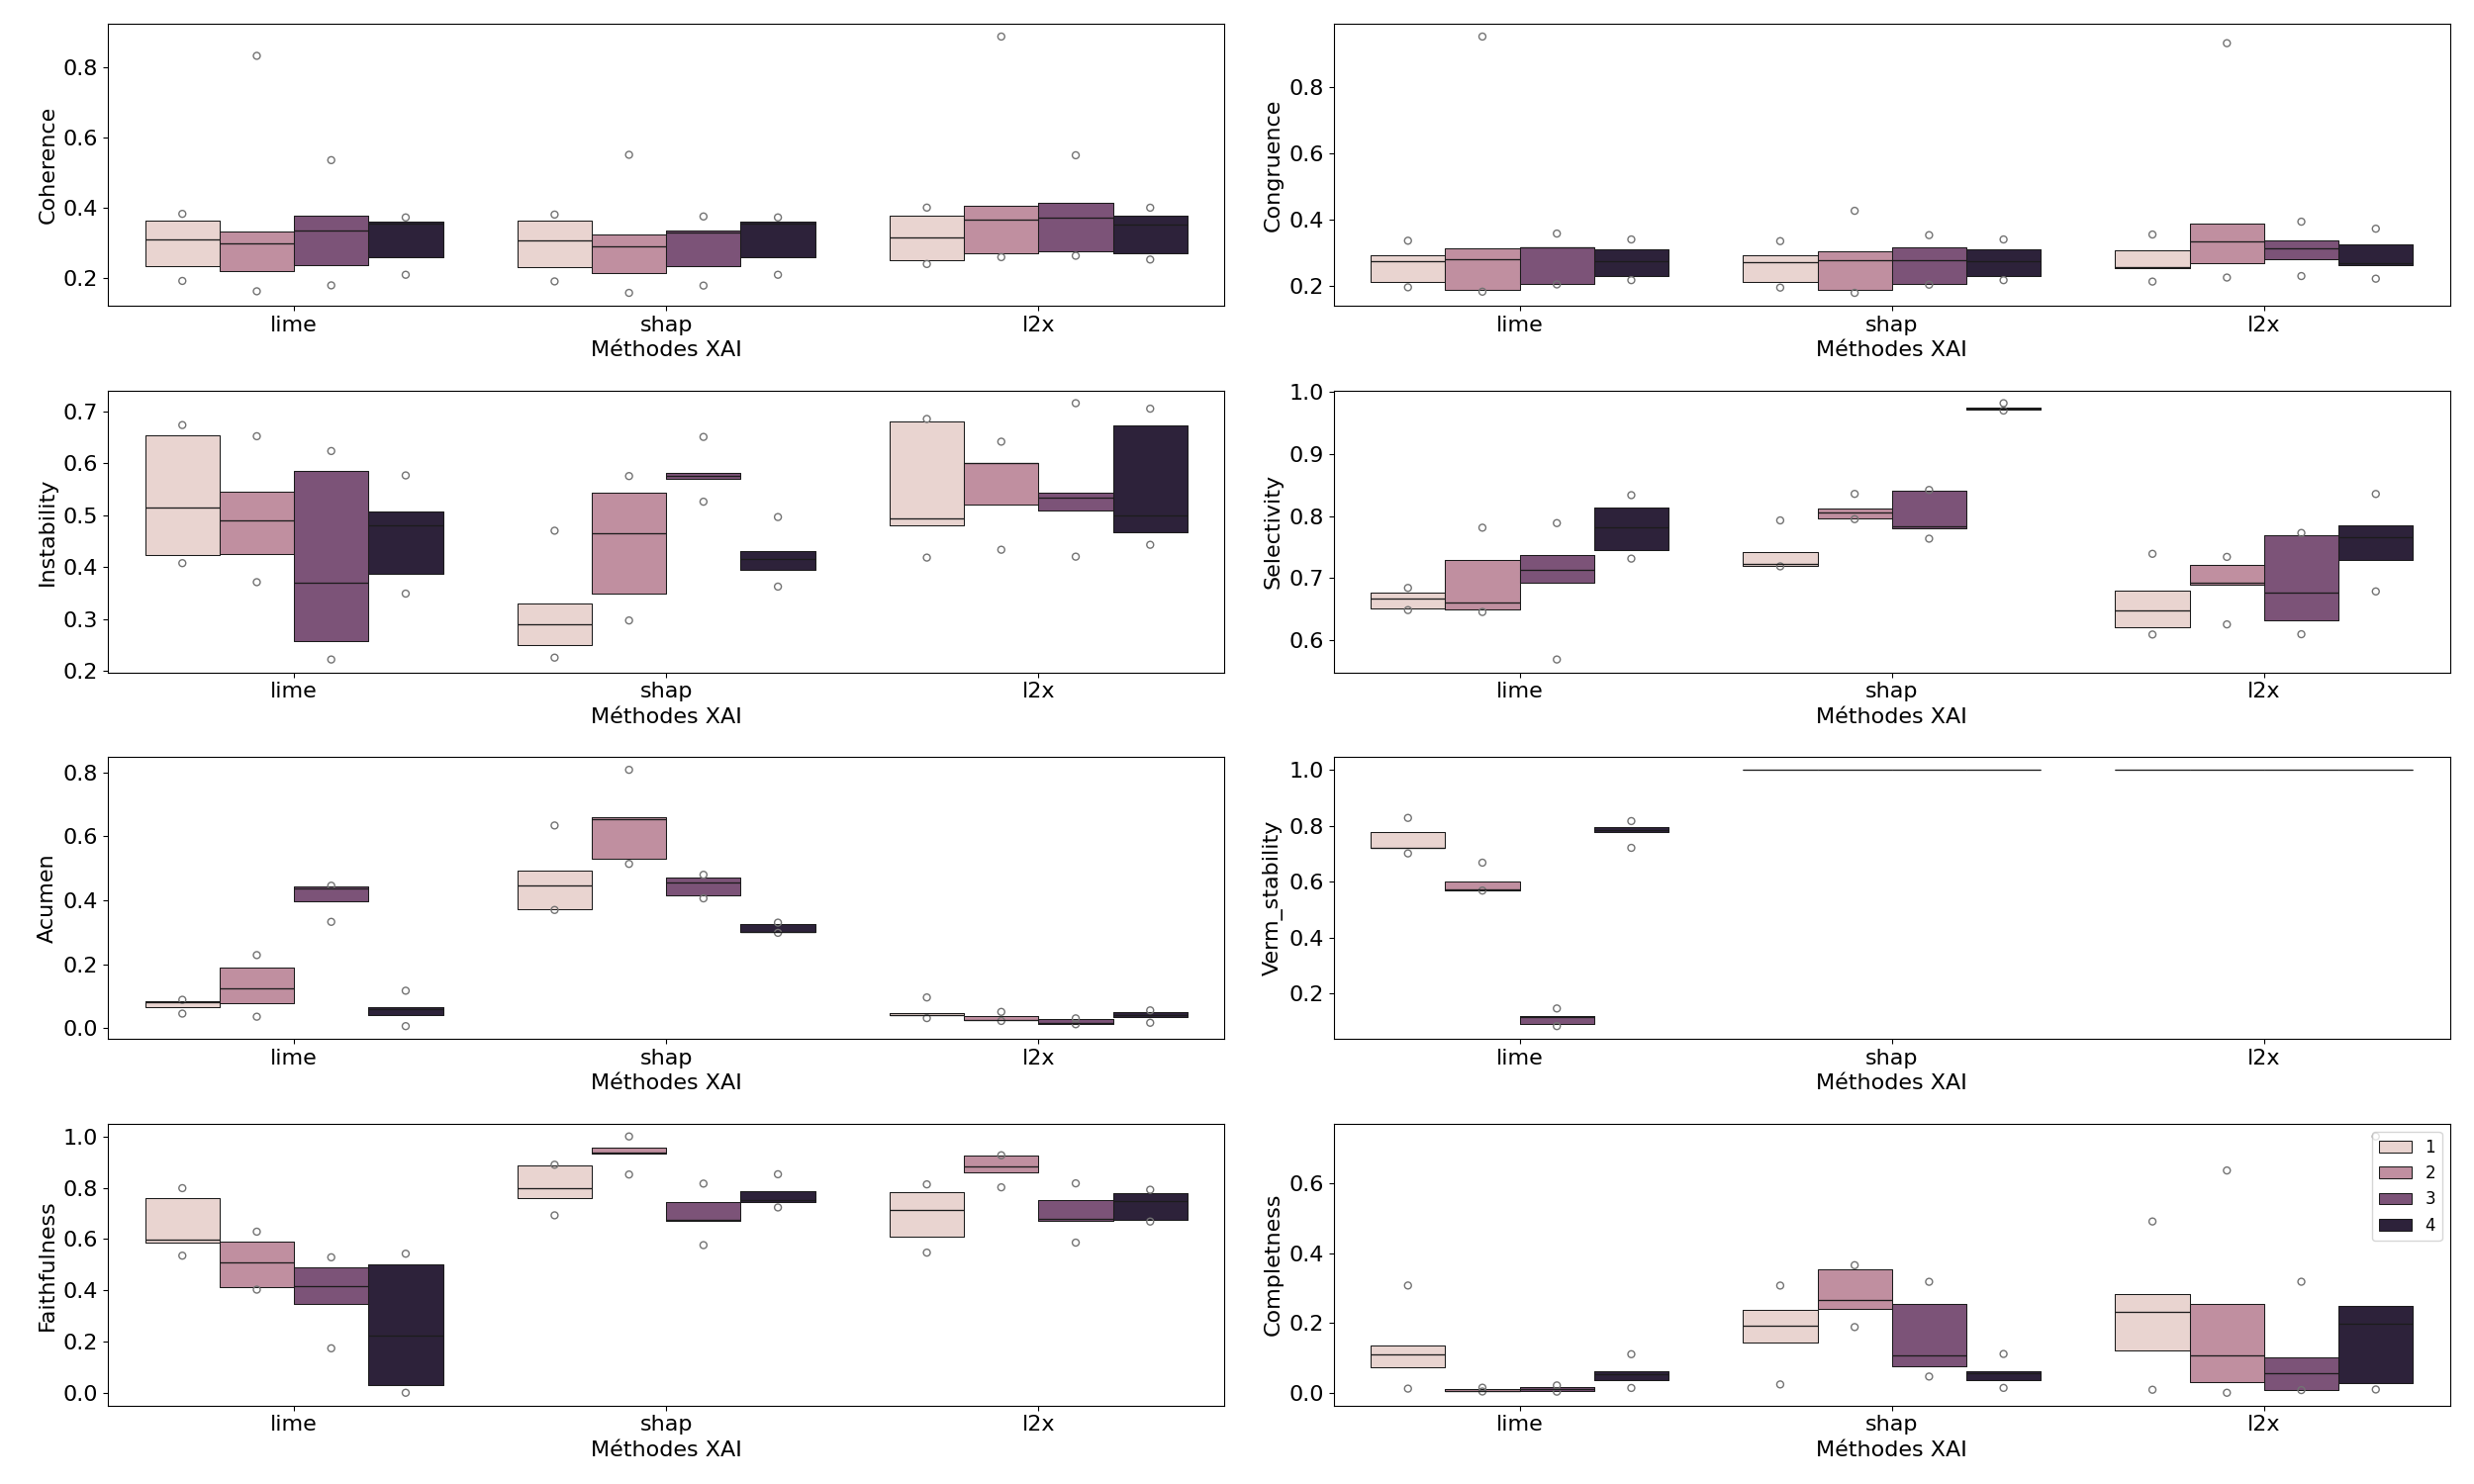 0.8
0.6
0.4
0.2
Coherence
lime shap l2x
Méthodes XAI
0.8
0.6
0.4
0.2
Congruence
lime shap l2x
Méthodes XAI
0.7
0.6
0.5
0.4
0.3
0.2
Instability
lime shap l2x
Méthodes XAI
1.0
0.9
0.8
0.7
0.6
Selectivity
lime shap l2x
Méthodes XAI
0.8
0.6
0.4
0.2
0.0
Acumen
lime shap l2x
Méthodes XAI
1.0
0.8
0.6
0.4
0.2
Verm_stability
lime shap l2x
Méthodes XAI
1.0
0.8
0.6
0.4
0.2
0.0
Faithfulness
lime shap l2x
Méthodes XAI
0.6
0.4
0.2
0.0
Completness
1
2
3
4
lime shap l2x
Méthodes XAI